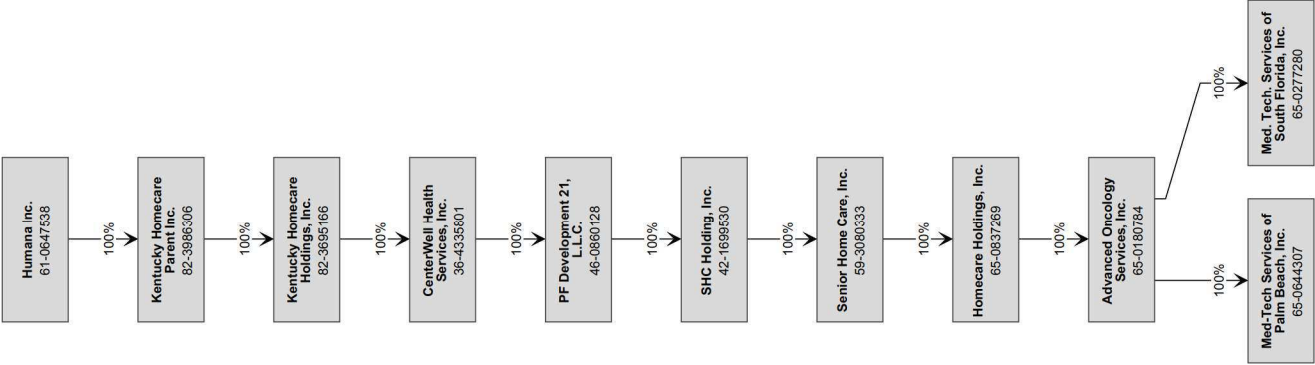 Humana Inc.
61-0647538
100%
Kentucky Homecare
Parent Inc.
82-3986306
100%
Kentucky Homecare
Holdings, Inc.
82-3695166
100%
CenterWell Health
Services, Inc.
36-4335801
100%
PF Development 21,
L.L.C.
46-0860128
100%
SHC Holding, Inc.
42-1699530
100%
Senior Home Care, Inc.
59-3080333
100%
Homecare Holdings, Inc.
65-0837269
100%
Advanced Oncology
Services, Inc.
65-0180784
100%
Med-Tech Services of
Palm Beach, Inc.
65-0644307
100%
Med. Tech. Services of
South Florida, Inc.
65-0277280